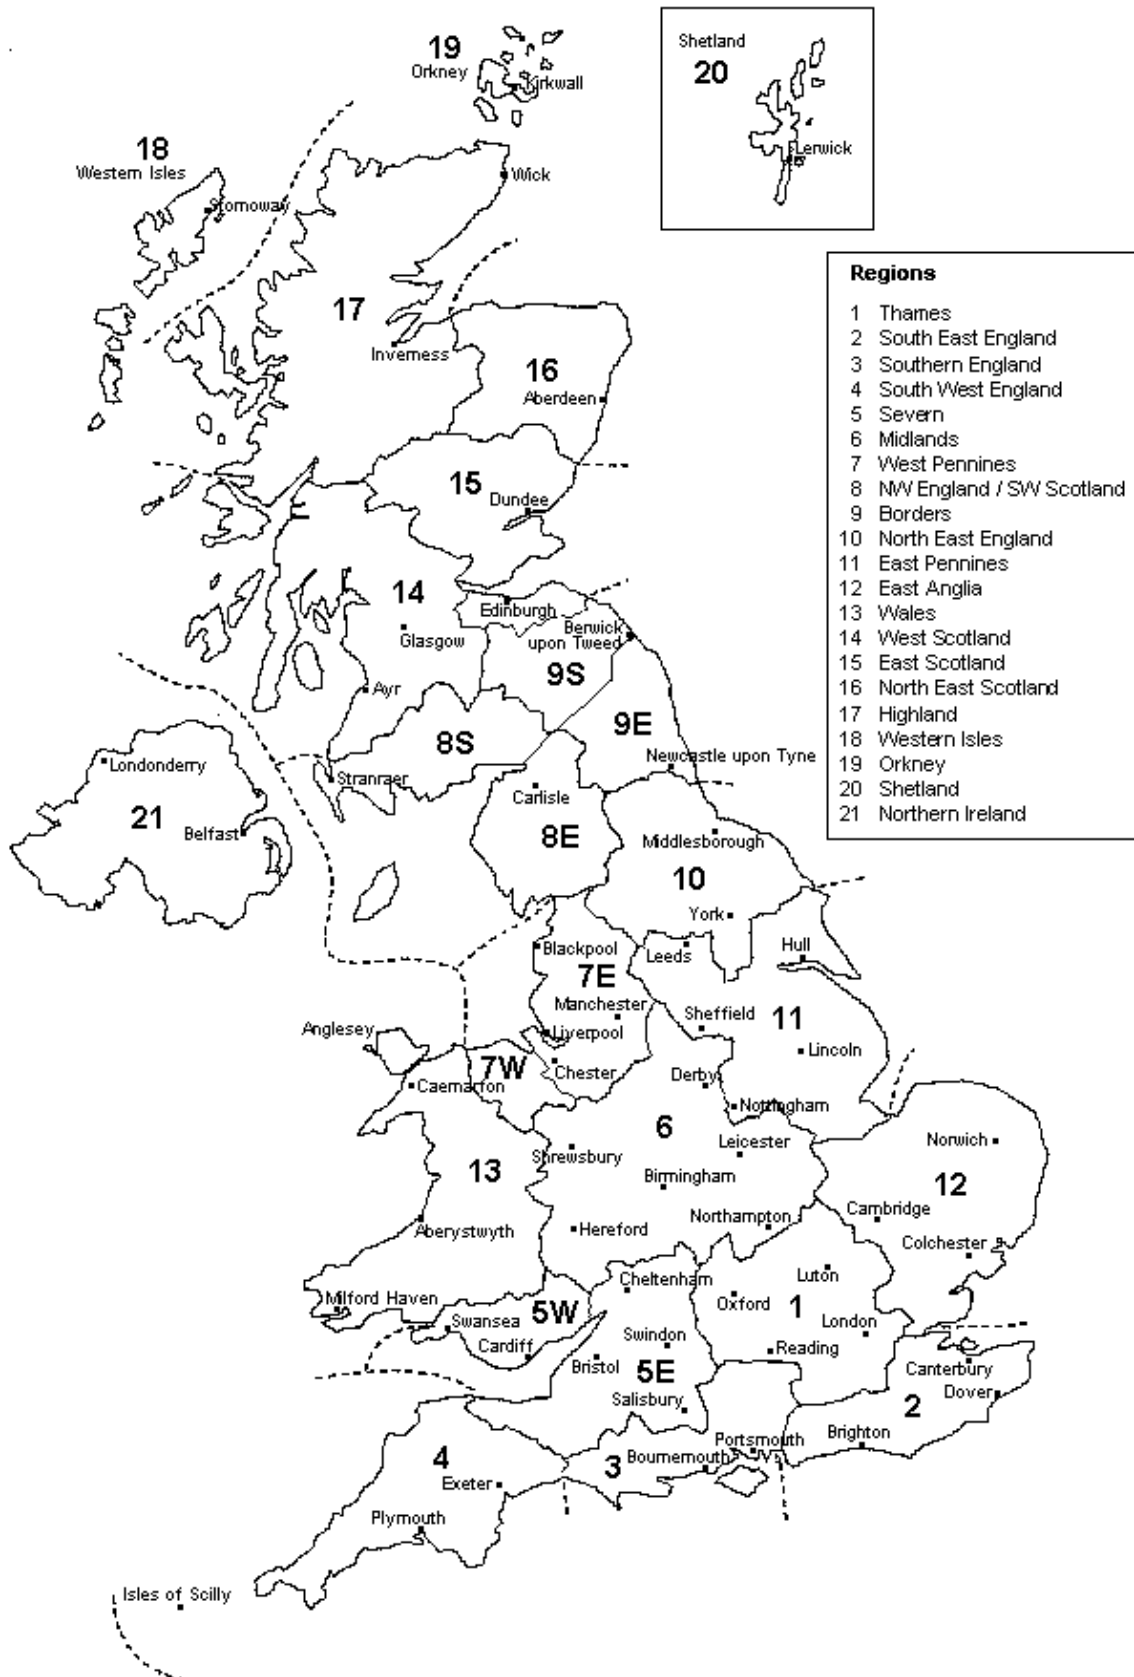 19
Orkney
Kirkwall
Shetland
20
Lerwick
18
Western Isles
Stornoway
Wick
17
Inverness
16
Aberdeen
Regions
1 Thames
2 South East England
3 Southern England
4 South West England
5 Severn
6 Midlands
7 West Pennines
8 NW England / SW Scotland
9 Borders
10 North East England
11 East Pennines
12 East Anglia
13 Wales
14 West Scotland
15 East Scotland
16 North East Scotland
17 Highland
18 Western Isles
19 Orkney
20 Shetland
21 Northern Ireland
15
Dundee
14
Glasgow
Edinburgh
Berwick
upon Tweed
9S
Ayr
8S
9E
Newcastle upon Tyne
Stranraer
Londonderry
21
Belfast
Carlisle
8E
Middlesborough
10
York
Leeds
Hull
Blackpool
7E
Manchester
Liverpool
Sheffield
11
Lincoln
Anglesey
7W
Chester
Caernarfon
Derby
Nottingham
6
Leicester
Shrewsbury
Birmingham
Norwich
12
Cambridge
Colchester
13
Aberystwyth
Hereford
Northampton
Milford Haven
Swansea
5W
Cardiff
Cheltenham
Swindon
Bristol
5E
Salisbury
Luton
Oxford
1
London
Reading
Canterbury
Dover
2
Brighton
Portsmouth
Bournemouth
3
4
Exeter
Plymouth
Isles of Scilly